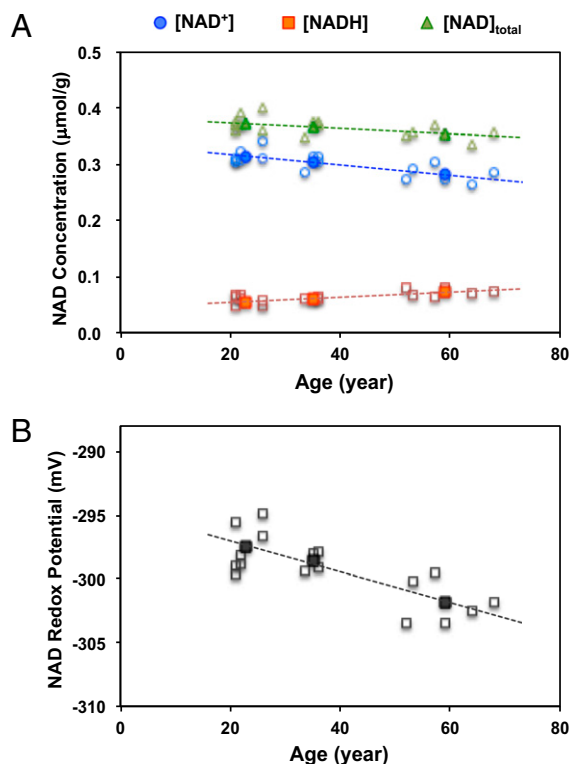 A
[NAD⁺] [NADH] [NAD]total
NAD Concentration (µmol/g)
0.5
0.4
0.3
0.2
0.1
0.0
0 20 40 60 80
Age (year)
B
NAD Redox Potential (mV)
-290
-295
-300
-305
-310
0 20 40 60 80
Age (year)